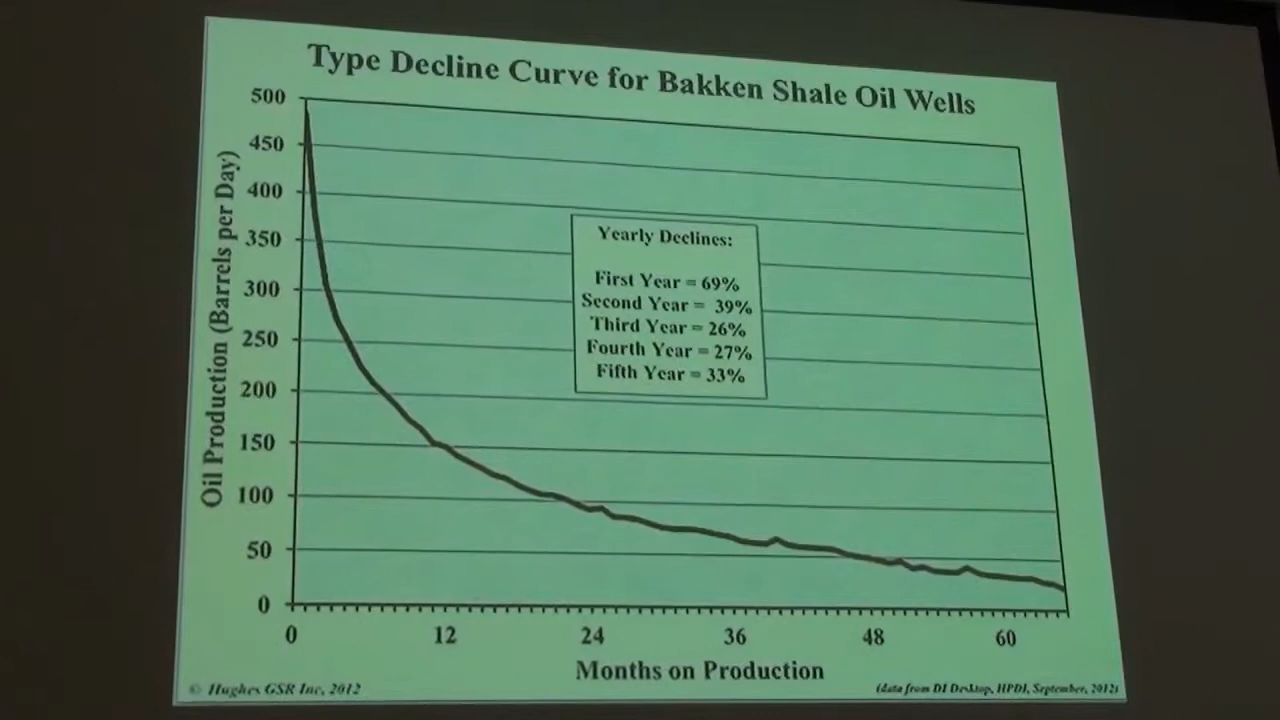 Type Decline Curve for Bakken Shale Oil Wells
500
450
400
350
300
250
200
150
100
50
0
Oil Production (Barrels per Day)
Yearly Declines:
First Year = 69%
Second Year = 39%
Third Year = 26%
Fourth Year = 27%
Fifth Year = 33%
0 12 24 36 48 60
Months on Production
© Hughes GSR Inc, 2012
(data from DI Desktop, HPDI, September, 2012)